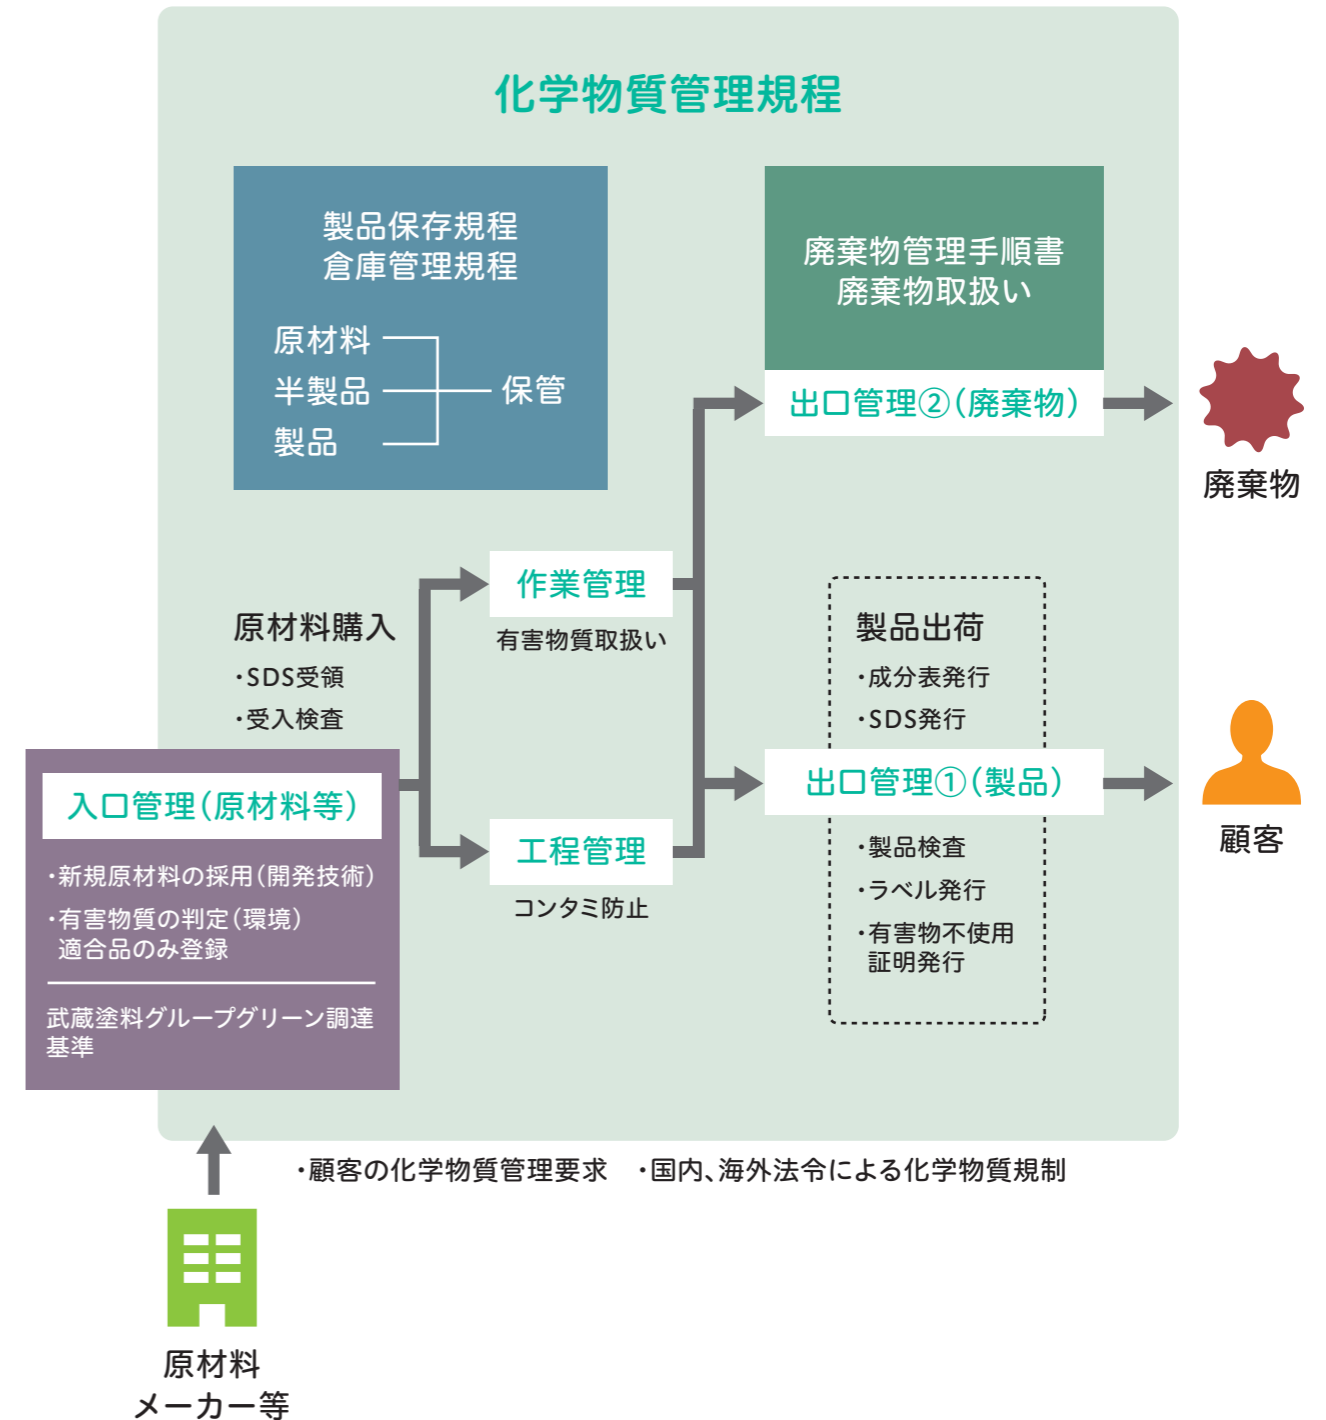 化学物質管理規程
製品保存規程
倉庫管理規程
原材料
半製品
製品
保管
廃棄物管理手順書
廃棄物取扱い
出口管理②(廃棄物)
廃棄物
作業管理
有害物質取扱い
原材料購入
・SDS受領
・受入検査
入口管理(原材料等)
・新規原材料の採用(開発技術)
・有害物質の判定(環境)
適合品のみ登録
武蔵塗料グループグリーン調達
基準
工程管理
コンタミ防止
製品出荷
・成分表発行
・SDS発行
出口管理①(製品)
・製品検査
・ラベル発行
・有害物不使用
証明発行
顧客
・顧客の化学物質管理要求 ・国内、海外法令による化学物質規制
原材料
メーカー等